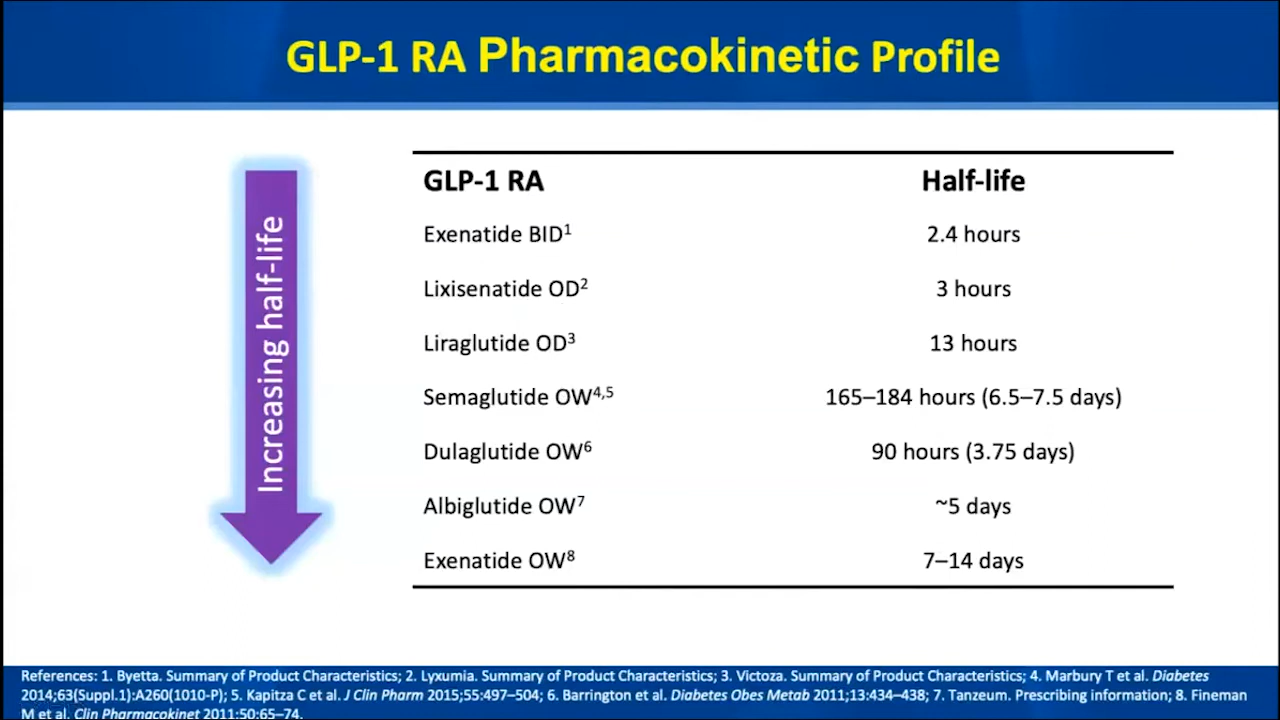 GLP-1 RA Pharmacokinetic Profile
Increasing half-life
GLP-1 RA Half-life
Exenatide BID1 2.4 hours
Lixisenatide OD2 3 hours
Liraglutide OD3 13 hours
Semaglutide OW4,5 165–184 hours (6.5–7.5 days)
Dulaglutide OW6 90 hours (3.75 days)
Albiglutide OW7 ~5 days
Exenatide OW8 7–14 days
References: 1. Byetta. Summary of Product Characteristics; 2. Lyxumia. Summary of Product Characteristics; 3. Victoza. Summary of Product Characteristics; 4. Marbury T et al. Diabetes
2014;63(Suppl.1):A260(1010-P); 5. Kapitza C et al. J Clin Pharm 2015;55:497–504; 6. Barrington et al. Diabetes Obes Metab 2011;13:434–438; 7. Tanzeum. Prescribing information; 8. Fineman
M et al. Clin Pharmacokinet 2011:50:65–74.